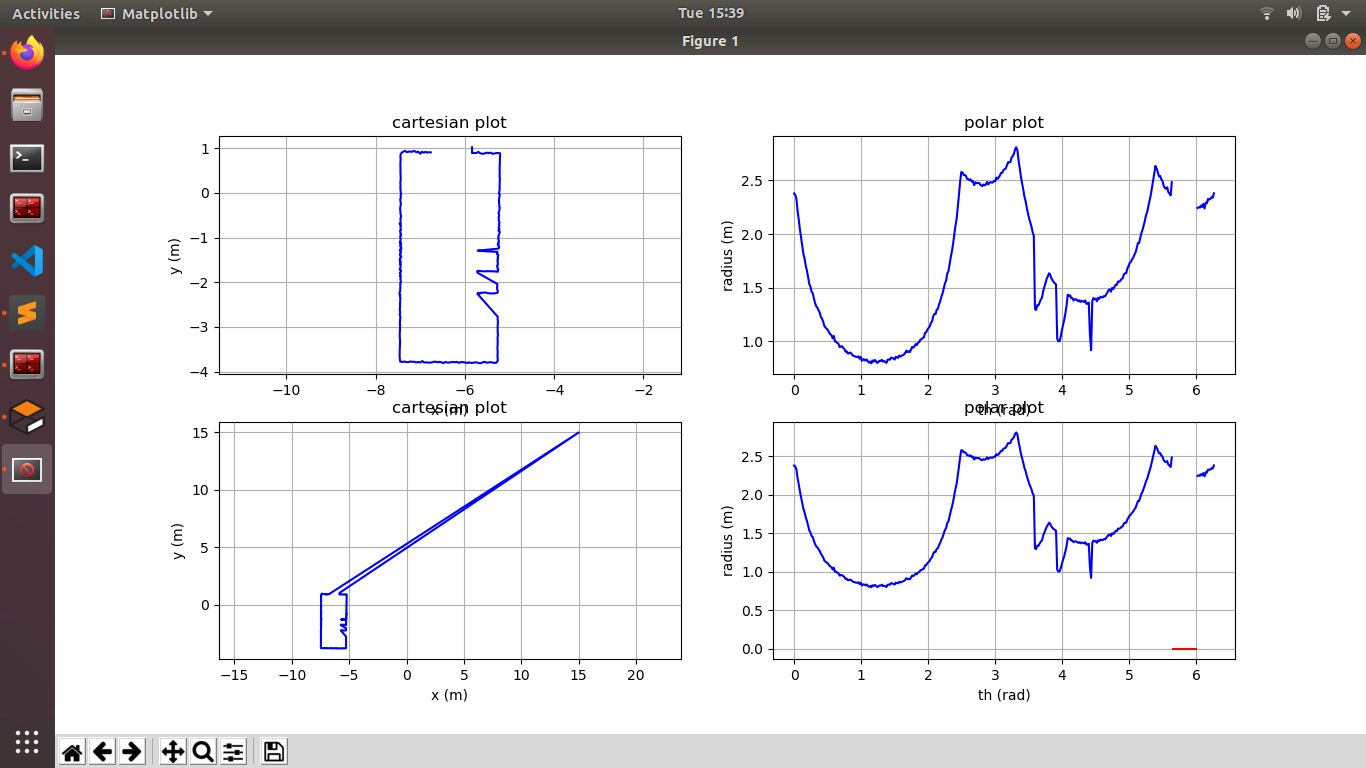 Activities Matplotlib Tue 15:39
Figure 1
cartesian plot polar plot
1
0
−1
−2
−3
−4
y (m)
−10 −8 −6 −4 −2
x (m)
2.5
2.0
1.5
1.0
radius (m)
0 1 2 3 4 5 6
th (rad)
cartesian plot polar plot
15
10
5
0
y (m)
−15 −10 −5 0 5 10 15 20
x (m)
2.5
2.0
1.5
1.0
0.5
0.0
radius (m)
0 1 2 3 4 5 6
th (rad)